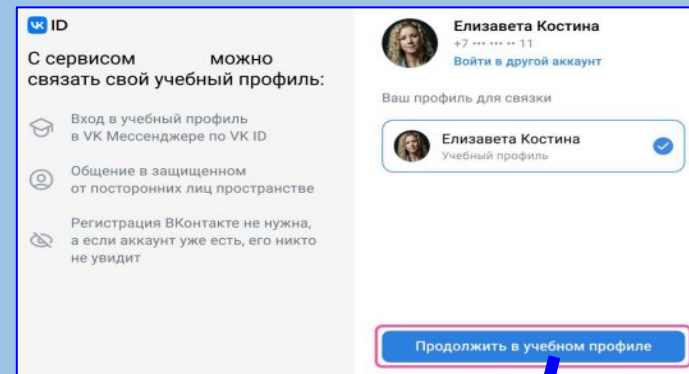 VK ID
С сервисом можно
связать свой учебный профиль:
Вход в учебный профиль
в VK Мессенджере по VK ID
Общение в защищенном
от посторонних лиц пространстве
Регистрация ВКонтакте не нужна,
а если аккаунт уже есть, его никто
не увидит
Елизавета Костина
+7 ··· ··· ·· 11
Войти в другой аккаунт
Ваш профиль для связки
Елизавета Костина
Учебный профиль
Продолжить в учебном профиле